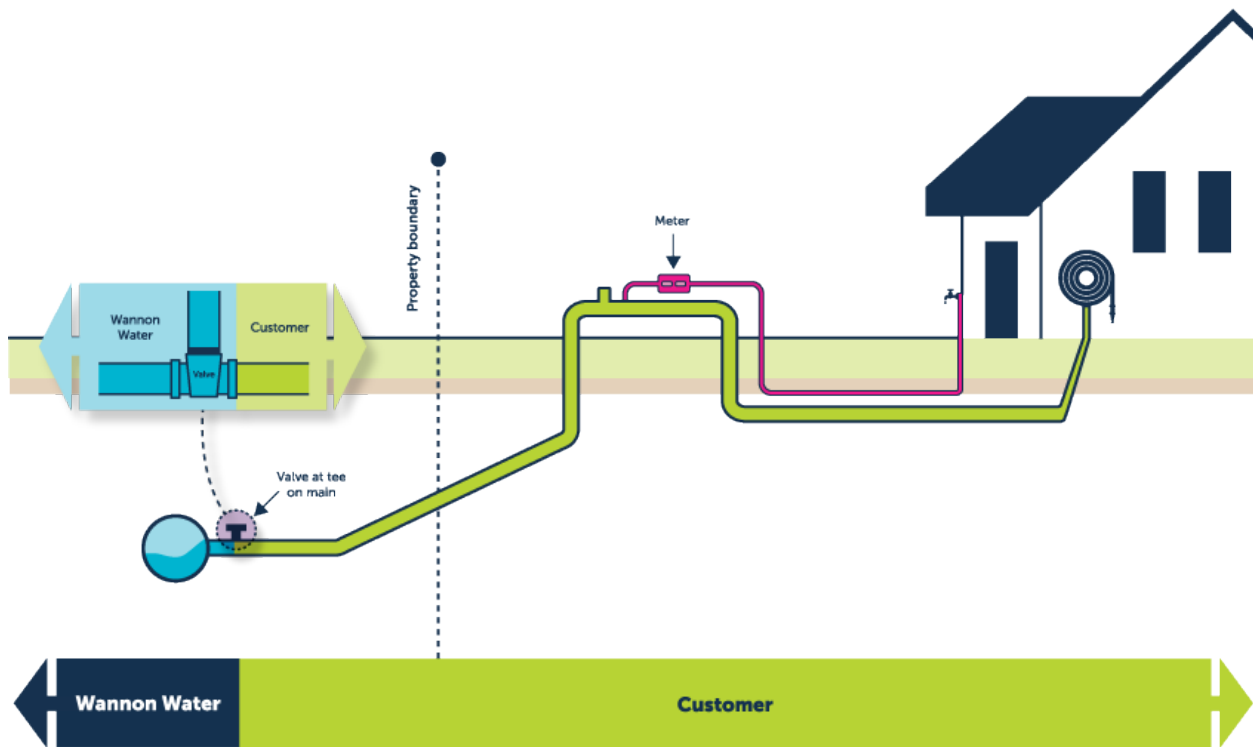 Property boundary
Meter
Wannon
Water
Customer
Valve
Valve at tee
on main
Wannon Water
Customer